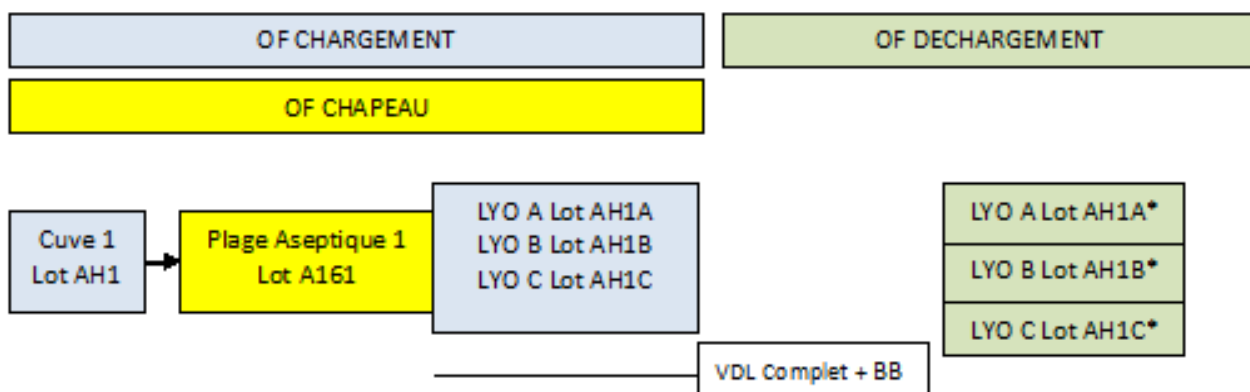 OF CHARGEMENT
OF DECHARGEMENT
OF CHAPEAU
Cuve 1
Lot AH1
Plage Aseptique 1
Lot A161
LYO A Lot AH1A
LYO B Lot AH1B
LYO C Lot AH1C
LYO A Lot AH1A*
LYO B Lot AH1B*
LYO C Lot AH1C*
VDL Complet + BB